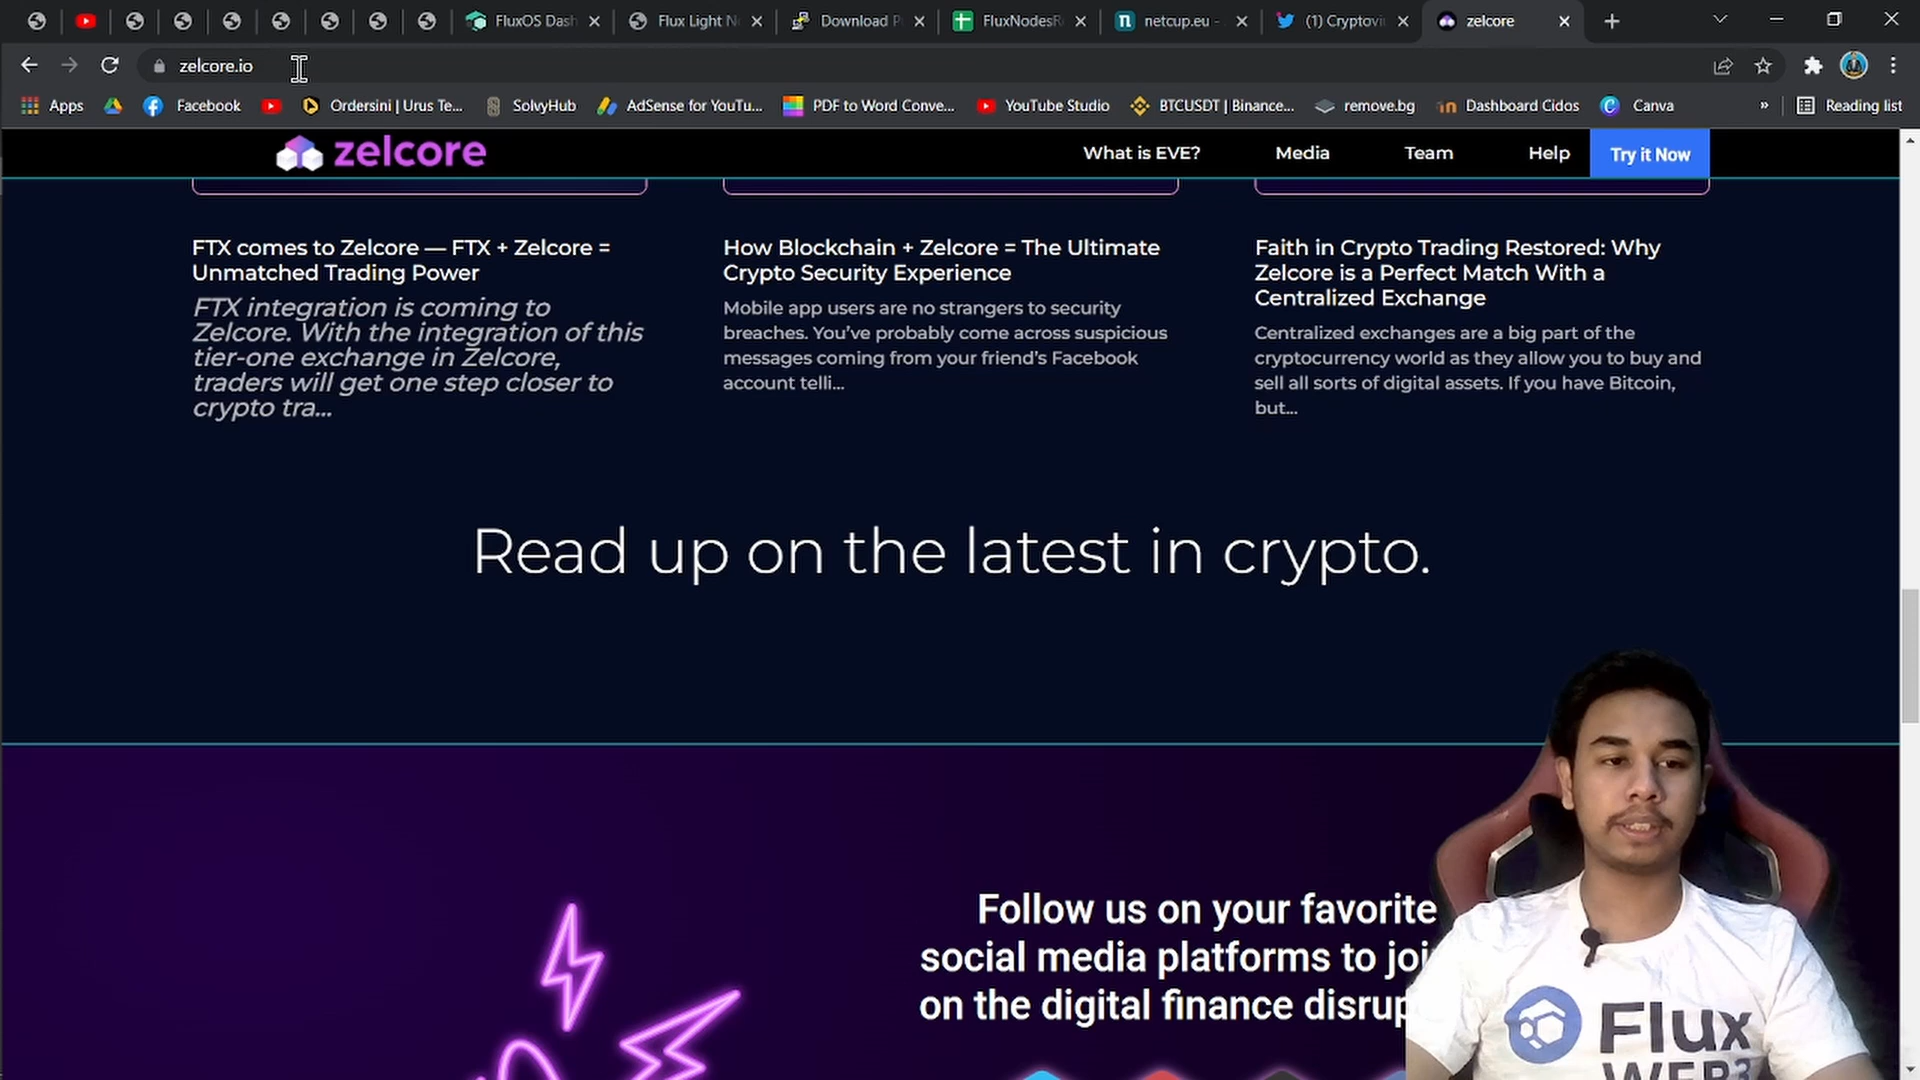 FluxOS Dash
Flux Light N
Download P
FluxNodesR
netcup.eu -
(1) Cryptovi
zelcore
zelcore.io
Apps
Facebook
Ordersini | Urus Te...
SolvyHub
AdSense for YouTu...
PDF to Word Conve...
YouTube Studio
BTCUSDT | Binance...
remove.bg
Dashboard Cidos
Canva
»
Reading list
zelcore
What is EVE?
Media
Team
Help
Try it Now
FTX comes to Zelcore — FTX + Zelcore =
Unmatched Trading Power
FTX integration is coming to
Zelcore. With the integration of this
tier-one exchange in Zelcore,
traders will get one step closer to
crypto tra...
How Blockchain + Zelcore = The Ultimate
Crypto Security Experience
Mobile app users are no strangers to security
breaches. You’ve probably come across suspicious
messages coming from your friend’s Facebook
account telli...
Faith in Crypto Trading Restored: Why
Zelcore is a Perfect Match With a
Centralized Exchange
Centralized exchanges are a big part of the
cryptocurrency world as they allow you to buy and
sell all sorts of digital assets. If you have Bitcoin,
but...
Read up on the latest in crypto.
Follow us on your favorite
social media platforms to joi
on the digital finance disrup
Flux
WEB3